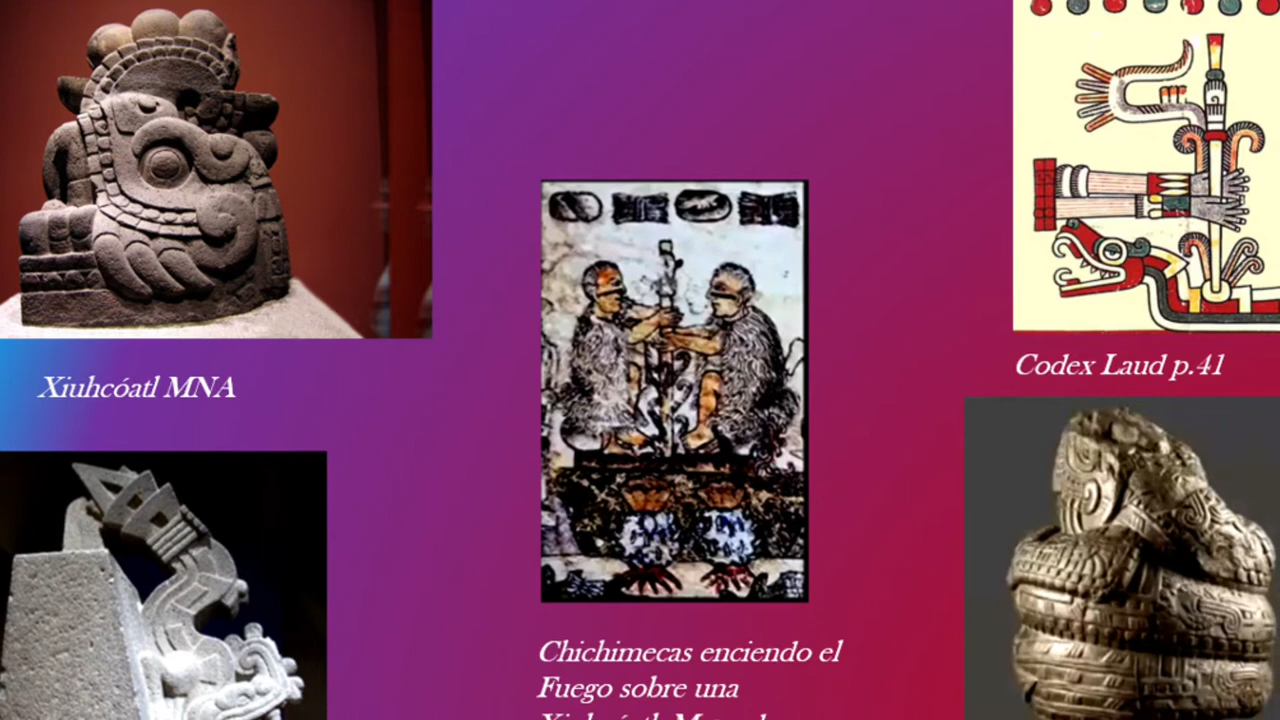 Xiuhcóatl MNA
Codex Laud p.41
Chichimecas enciendo el
Fuego sobre una